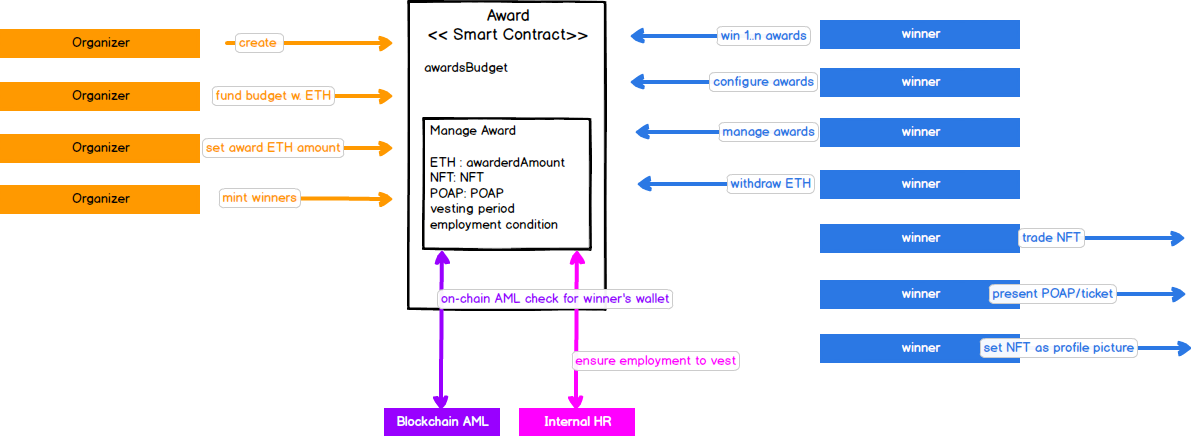 Award
<< Smart Contract>>
awardsBudget
Organizer
create
Organizer
fund budget w. ETH
Organizer
set award ETH amount
Organizer
mint winners
Manage Award
ETH : awarderdAmount
NFT: NFT
POAP: POAP
vesting period
employment condition
win 1..n awards
winner
configure awards
winner
manage awards
winner
withdraw ETH
winner
winner
trade NFT
winner
present POAP/ticket
winner
set NFT as profile picture
on-chain AML check for winner's wallet
ensure employment to vest
Blockchain AML
Internal HR